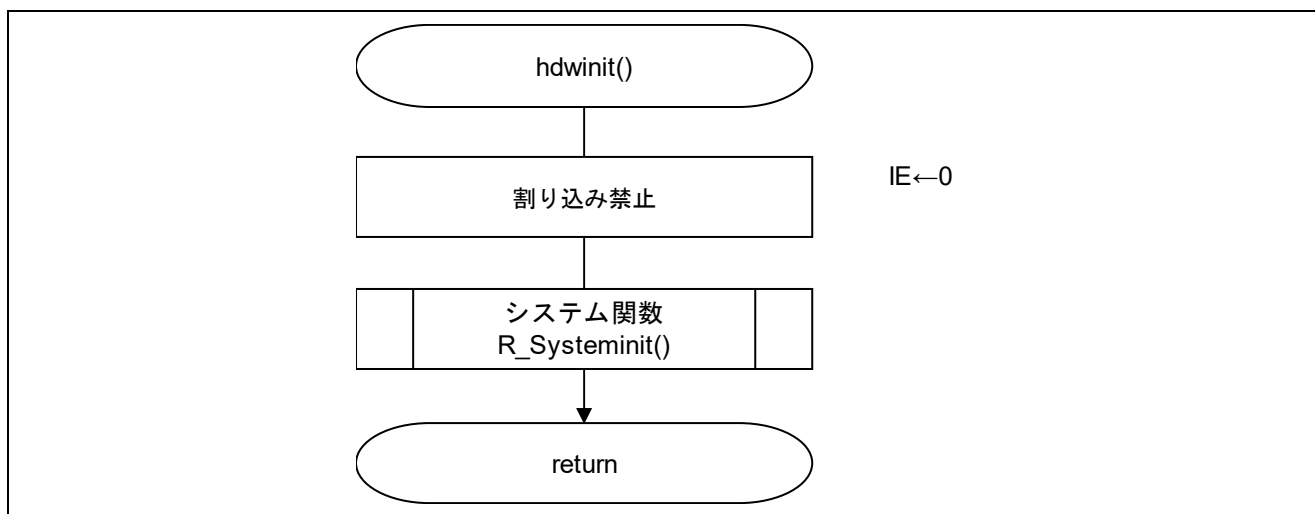 hdwinit()
割り込み禁止
IE←0
システム関数
R_Systeminit()
return